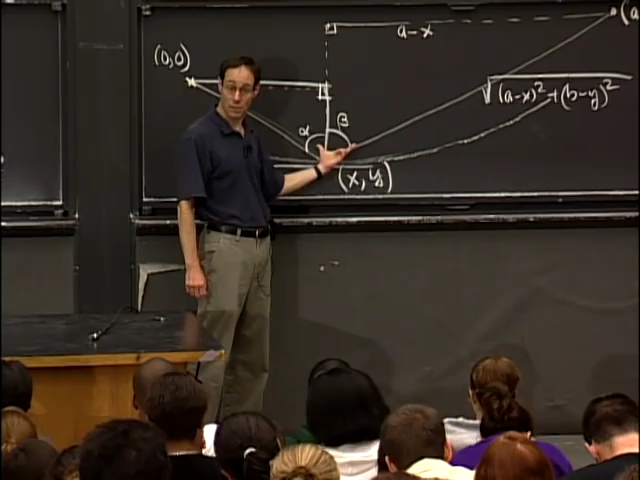 (a
a-x
(0,0)
√(a-x)²+(b-y)²
α β
(x,y)